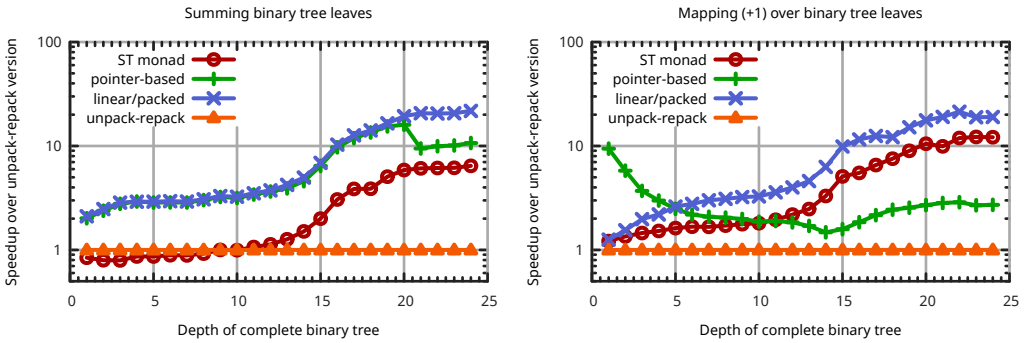 Summing binary tree leaves
Speedup over unpack-repack version
100
10
1
ST monad
pointer-based
linear/packed
unpack-repack
0 5 10 15 20 25
Depth of complete binary tree
Mapping (+1) over binary tree leaves
Speedup over unpack-repack version
100
10
1
ST monad
pointer-based
linear/packed
unpack-repack
0 5 10 15 20 25
Depth of complete binary tree